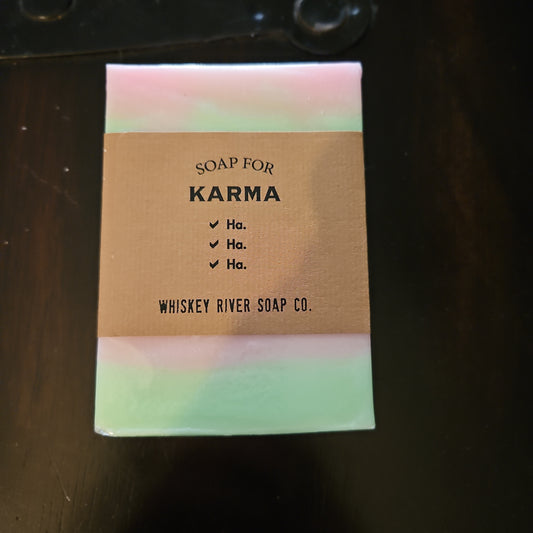 SOAP FOR
KARMA
Ha.
Ha.
Ha.
WHISKEY RIVER SOAP CO.